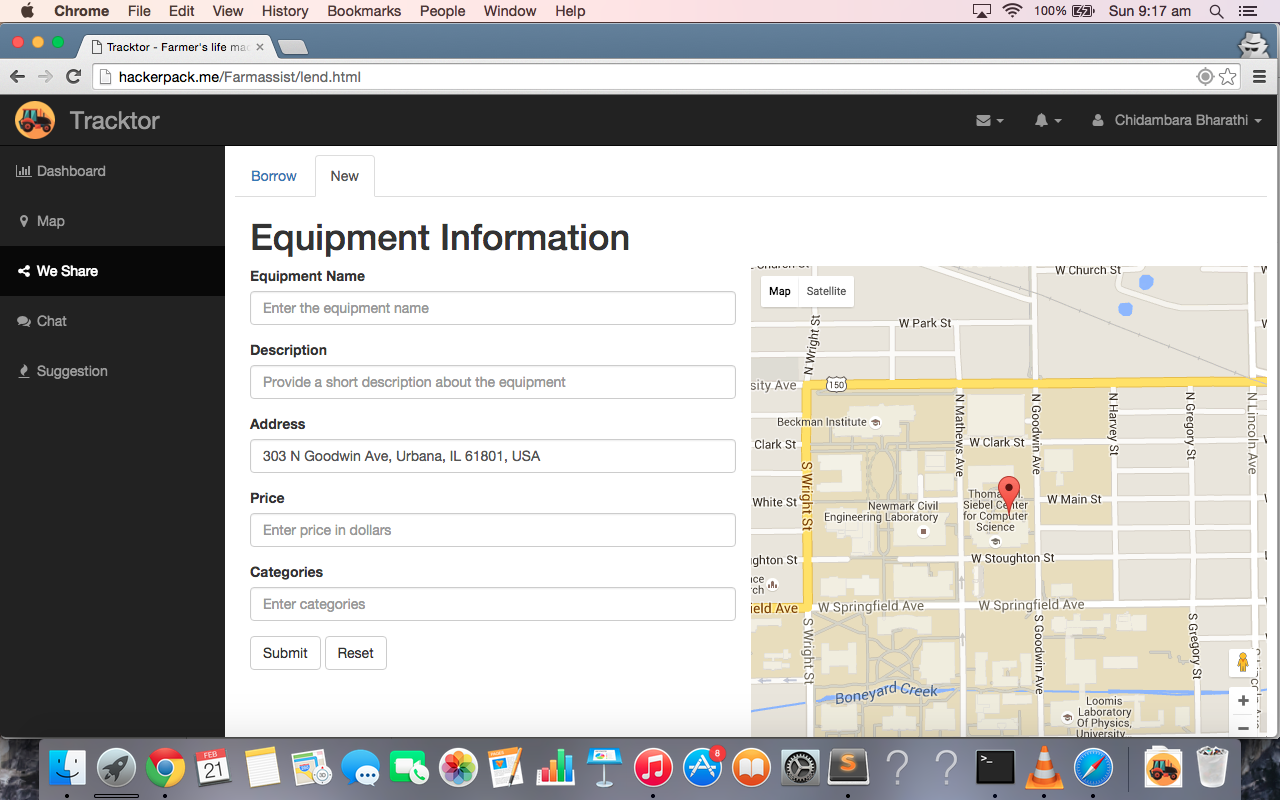 Chrome File Edit View History Bookmarks People Window Help 100% Sun 9:17 am
Tracktor - Farmer's life mac
hackerpack.me/Farmassist/lend.html
Tracktor
Chidambara Bharathi
Dashboard
Map
We Share
Chat
Suggestion
Borrow
New
Equipment Information
Equipment Name
Enter the equipment name
Description
Provide a short description about the equipment
Address
303 N Goodwin Ave, Urbana, IL 61801, USA
Price
Enter price in dollars
Categories
Enter categories
Submit
Reset
Map
Satellite
Church St
W Church St
N Wright St
W Park St
sity Ave
150
Beckman Institute
N Mathews Ave
N Goodwin Ave
N Harvey St
N Gregory St
N Lincoln Ave
Clark St
W Clark St
S Wright St
White St
Newmark Civil
Engineering Laboratory
Siebel Center
for Computer
Science
W Main St
ghton St
W Stoughton St
ield Ave
W Springfield Ave
W Springfield Ave
S Wright St
S Goodwin Ave
S Gregory St
Boneyard Creek
Loomis
Laboratory
Of Physics,
University
FEB
21
PAGES
8